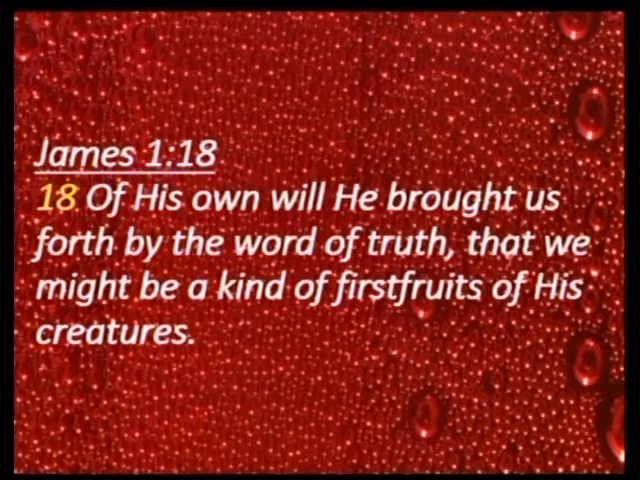 James 1:18
18 Of His own will He brought us
forth by the word of truth, that we
might be a kind of firstfruits of His
creatures.